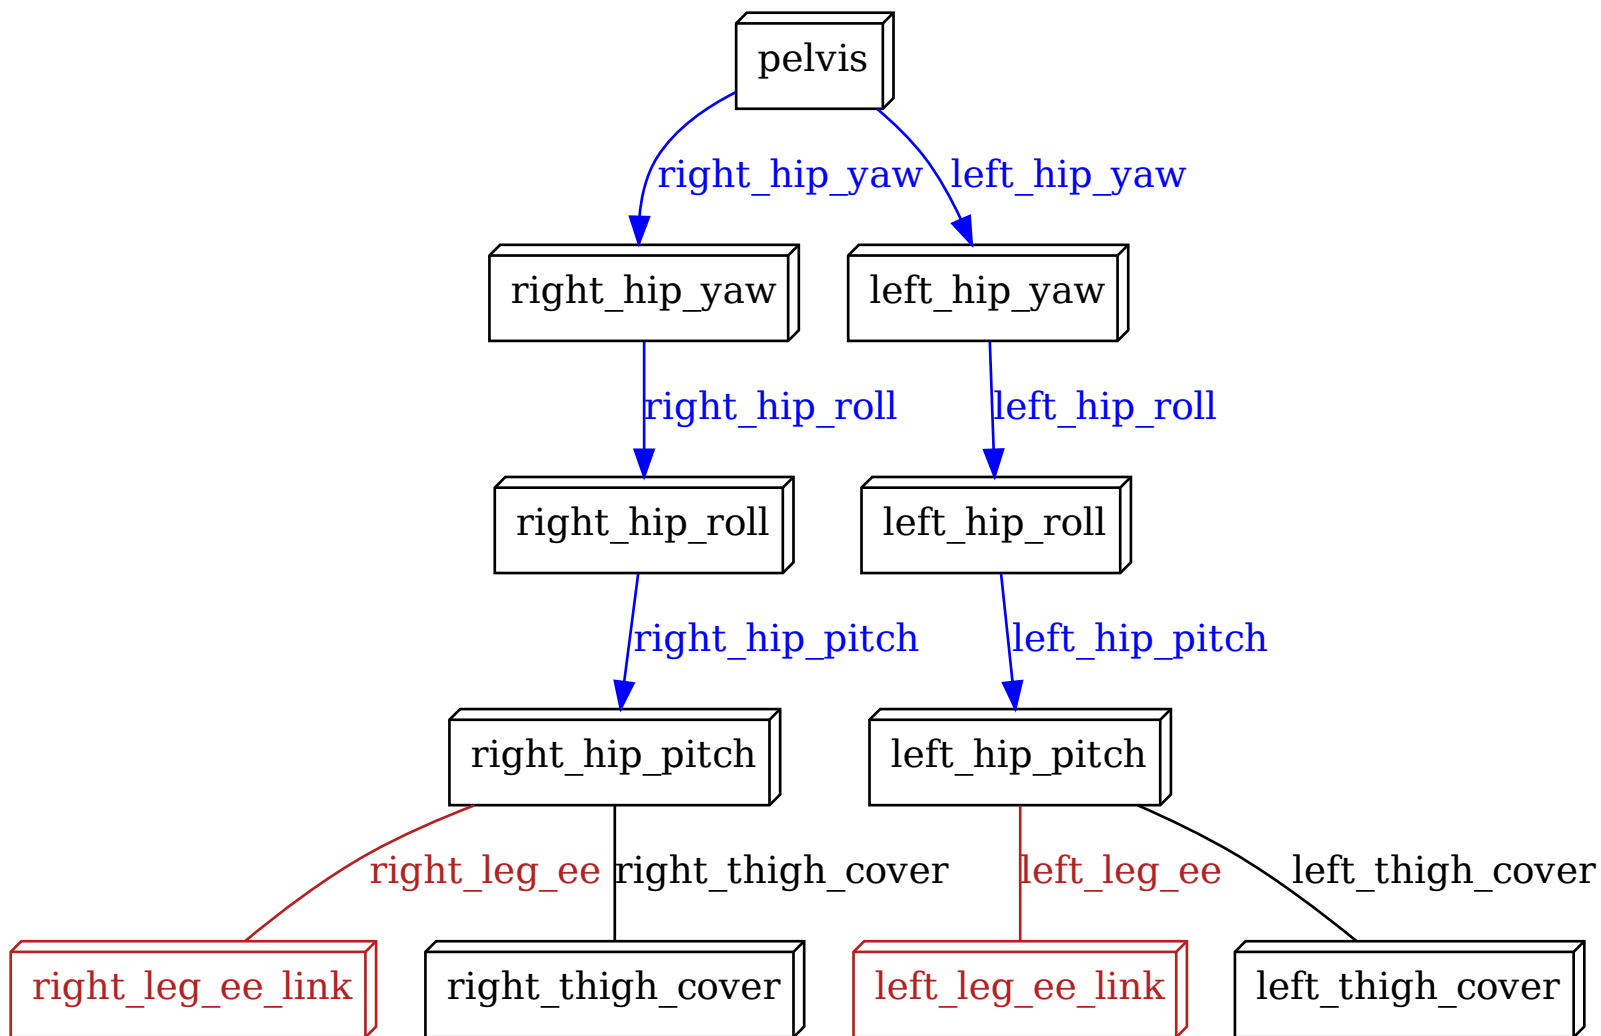 pelvis
right_hip_yaw left_hip_yaw
right_hip_yaw left_hip_yaw
right_hip_roll left_hip_roll
right_hip_roll left_hip_roll
right_hip_pitch left_hip_pitch
right_hip_pitch left_hip_pitch
right_leg_ee right_thigh_cover left_leg_ee left_thigh_cover
right_leg_ee_link right_thigh_cover left_leg_ee_link left_thigh_cover